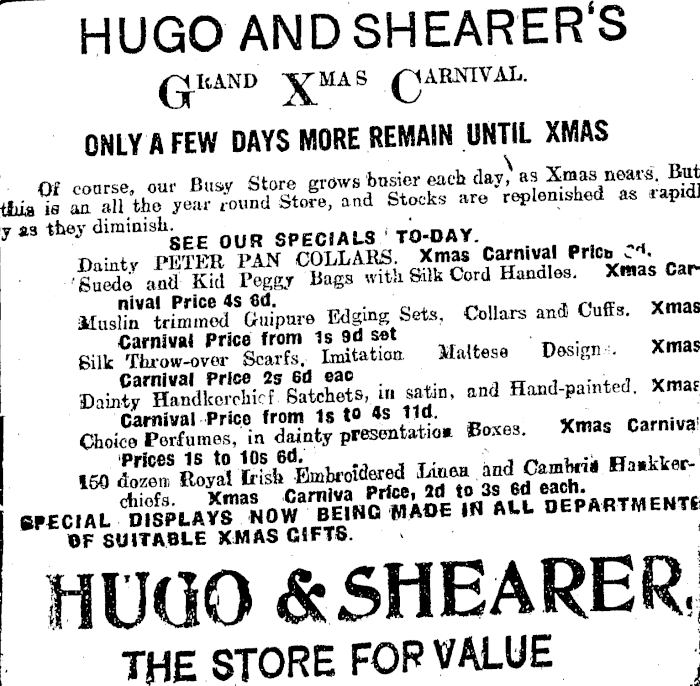 HUGO AND SHEARER'S
GRAND XMAS CARNIVAL.
ONLY A FEW DAYS MORE REMAIN UNTIL XMAS
Of course, our Busy Store grows busier each day, as Xmas nears. But
this is an all the year round Store, and Stocks are replenished as rapidl
y as they diminish.
SEE OUR SPECIALS TO-DAY.
Dainty PETER PAN COLLARS. Xmas Carnival Price
Suede and Kid Peggy Bags with Silk Cord Handles. Xmas Car-
nival Price 4s 6d.
Muslin trimmed Guipure Edging Sets, Collars and Cuffs. Xmas
Carnival Price from 1s 9d set
Silk Throw-over Scarfs, Imitation Maltese Design. Xmas
Carnival Price 2s 6d eac
Dainty Handkerchief Satchets, in satin, and Hand-painted. Xmas
Carnival Price from 1s to 4s 11d.
Choice Perfumes, in dainty presentation Boxes. Xmas Carnival
Prices 1s to 10s 6d.
150 dozen Royal Irish Embroidered Linen and Cambric Hankker-
chiefs. Xmas Carniva Price, 2d to 3s 6d each.
SPECIAL DISPLAYS NOW BEING MADE IN ALL DEPARTMENTS
OF SUITABLE XMAS GIFTS.
HUGO & SHEARER,
THE STORE FOR VALUE